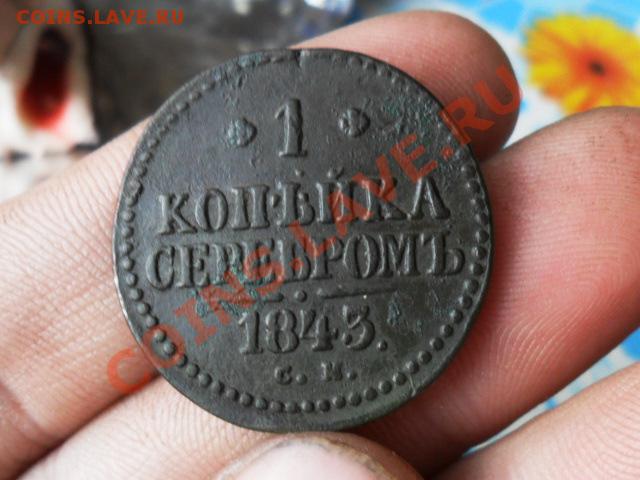 COINS.LAVE.RU
1
КОПѢЙКА
СЕРЕБРОМЪ
1843.
С. М.
COINS.LAVE.RU